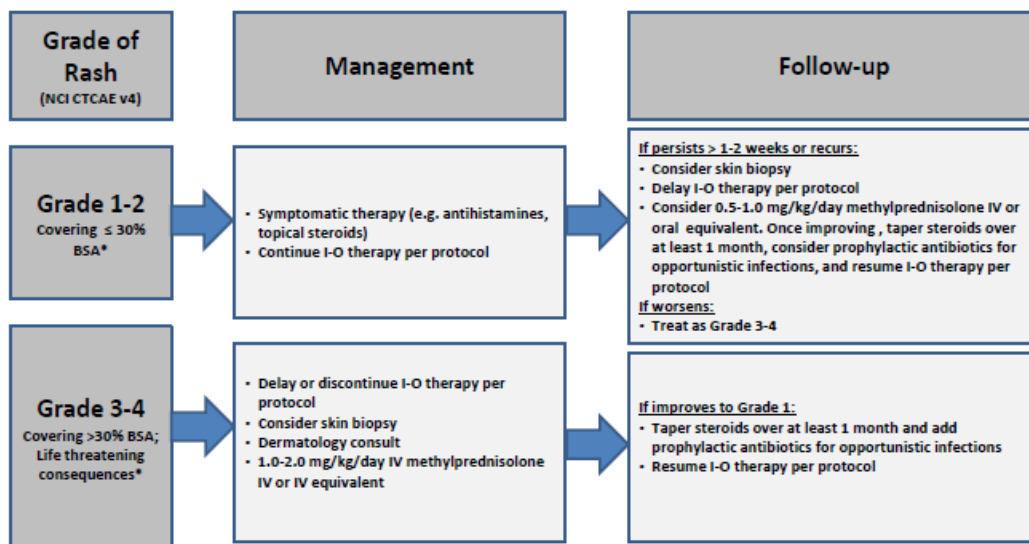 Grade of
Rash
(NCI CTCAE v4)
Management
Follow-up
Grade 1-2
Covering ≤ 30%
BSA*
• Symptomatic therapy (e.g. antihistamines,
topical steroids)
• Continue I-O therapy per protocol
If persists > 1-2 weeks or recurs:
• Consider skin biopsy
• Delay I-O therapy per protocol
• Consider 0.5-1.0 mg/kg/day methylprednisolone IV or
oral equivalent. Once improving , taper steroids over
at least 1 month, consider prophylactic antibiotics for
opportunistic infections, and resume I-O therapy per
protocol
If worsens:
• Treat as Grade 3-4
Grade 3-4
Covering >30% BSA;
Life threatening
consequences*
• Delay or discontinue I-O therapy per
protocol
• Consider skin biopsy
• Dermatology consult
• 1.0-2.0 mg/kg/day IV methylprednisolone
IV or IV equivalent
If improves to Grade 1:
• Taper steroids over at least 1 month and add
prophylactic antibiotics for opportunistic infections
• Resume I-O therapy per protocol